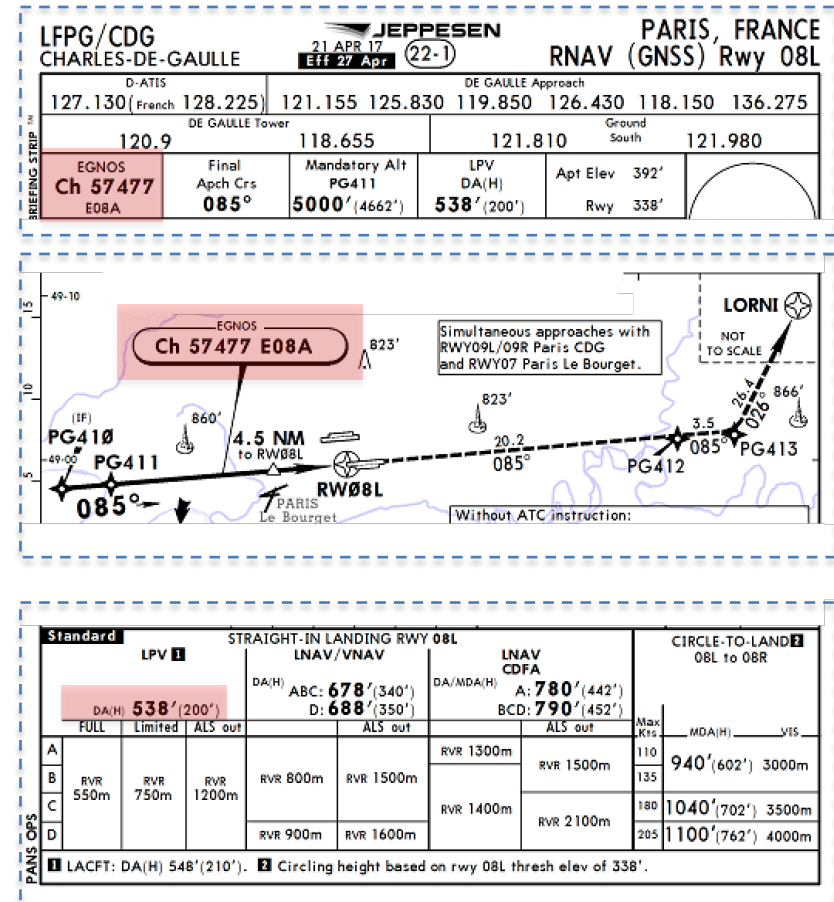 LFPG/CDG
CHARLES-DE-GAULLE
JEPPESEN
21 APR 17
Eff 27 Apr
22-1
PARIS, FRANCE
RNAV (GNSS) Rwy 08L
BRIEFING STRIP TM
D-ATIS
127.130 (French 128.225)
DE GAULLE Approach
121.155 125.830 119.850 126.430 118.150 136.275
DE GAULLE Tower
120.9 118.655
Ground
121.810 South 121.980
EGNOS
Ch 57477
E08A
Final
Apch Crs
085°
Mandatory Alt
PG411
5000'(4662')
LPV
DA(H)
538'(200')
Apt Elev 392'
Rwy 338'
15
49-10
EGNOS
Ch 57477 E08A
823'
Simultaneous approaches with
RWY09L/09R Paris CDG
and RWY07 Paris Le Bourget.
LORNI
NOT
TO SCALE
10
(IF)
PG410
860'
823'
26.4
026°
866'
49-00
PG411
4.5 NM
to RW08L
20.2
085°
3.5
085°
PG413
PG412
5
085°
RW08L
PARIS
Le Bourget
Without ATC instruction:
Standard
STRAIGHT-IN LANDING RWY 08L
CIRCLE-TO-LAND 2
08L to 08R
LPV 1
LNAV/VNAV
LNAV
CDFA
DA(H) 538'(200')
DA(H) ABC: 678'(340')
D: 688'(350')
DA/MDA(H) A: 780'(442')
BCD: 790'(452')
FULL Limited ALS out
ALS out
ALS out
Max
Kts
MDA(H) VIS
A
B
C
D
RVR
550m
RVR
750m
RVR
1200m
RVR 800m
RVR 1500m
RVR 900m
RVR 1600m
RVR 1300m
RVR 1500m
RVR 1400m
RVR 2100m
110
135
940'(602') 3000m
180 1040'(702') 3500m
205 1100'(762') 4000m
PANS OPS
1 LACFT: DA(H) 548'(210'). 2 Circling height based on rwy 08L thresh elev of 338'.